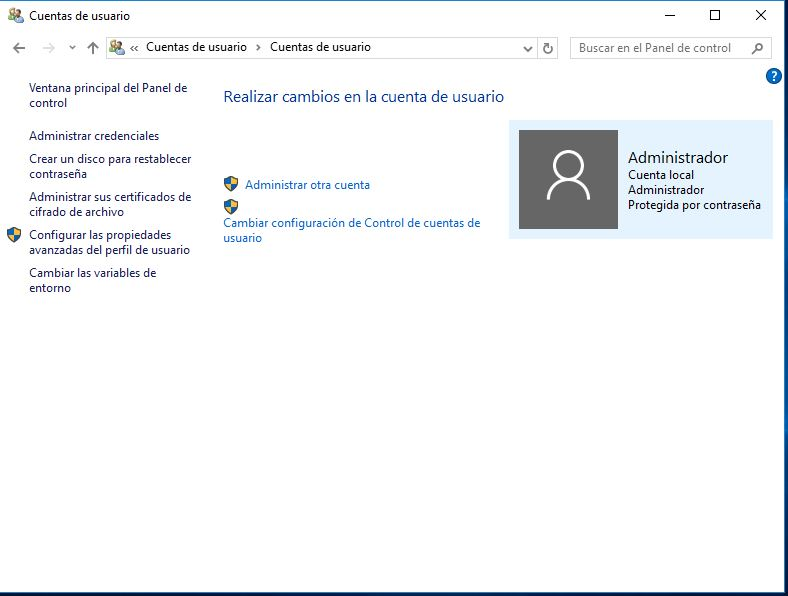 Cuentas de usuario
« Cuentas de usuario > Cuentas de usuario
Buscar en el Panel de control
?
Ventana principal del Panel de
control
Administrar credenciales
Crear un disco para restablecer
contraseña
Administrar sus certificados de
cifrado de archivo
Configurar las propiedades
avanzadas del perfil de usuario
Cambiar las variables de
entorno
Realizar cambios en la cuenta de usuario
Administrar otra cuenta
Cambiar configuración de Control de cuentas de
usuario
Administrador
Cuenta local
Administrador
Protegida por contraseña